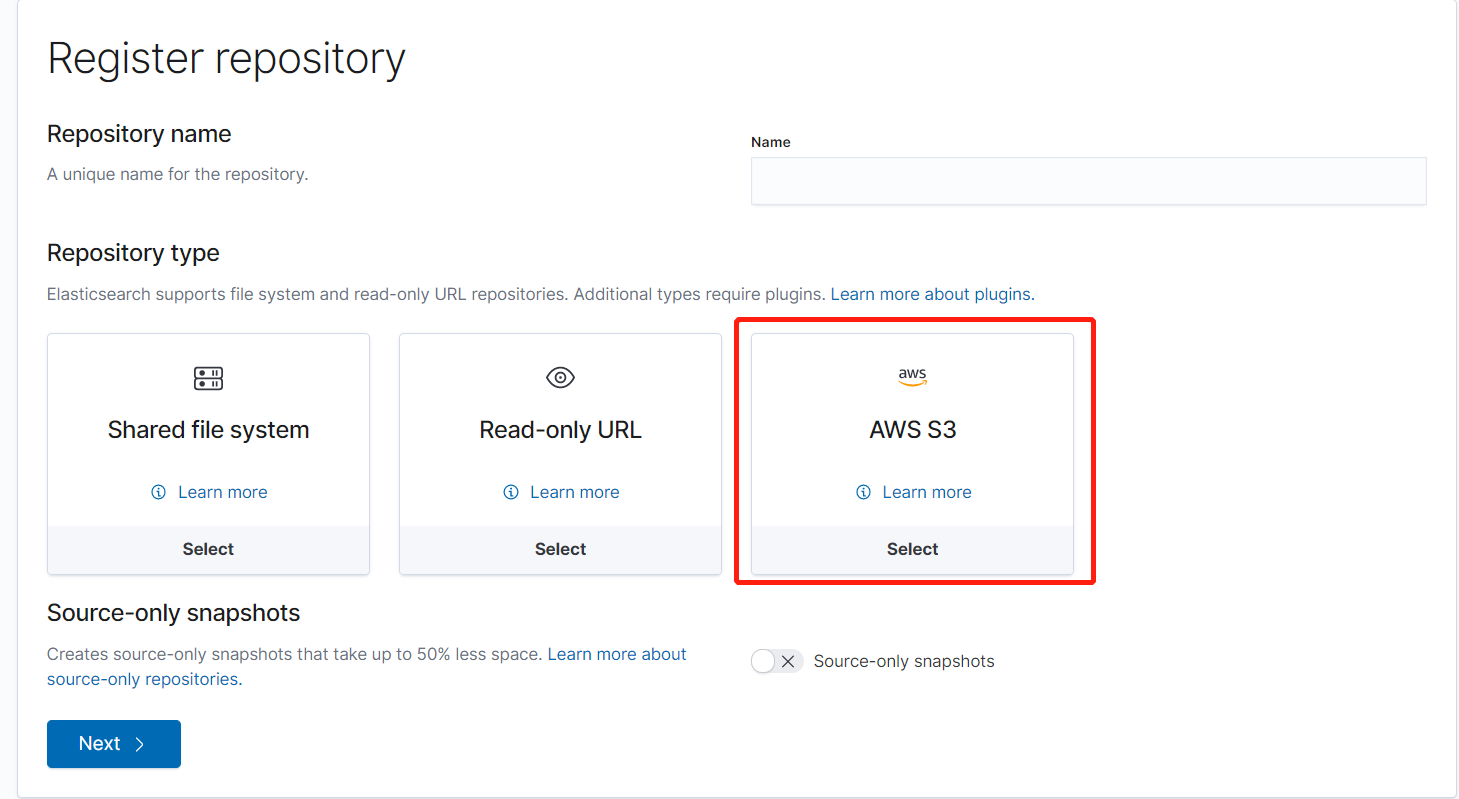 Register repository
Repository name
A unique name for the repository.
Name
Repository type
Elasticsearch supports file system and read-only URL repositories. Additional types require plugins. Learn more about plugins.
Shared file system
Learn more
Select
Read-only URL
Learn more
Select
aws
AWS S3
Learn more
Select
Source-only snapshots
Creates source-only snapshots that take up to 50% less space. Learn more about
source-only repositories.
Source-only snapshots
Next